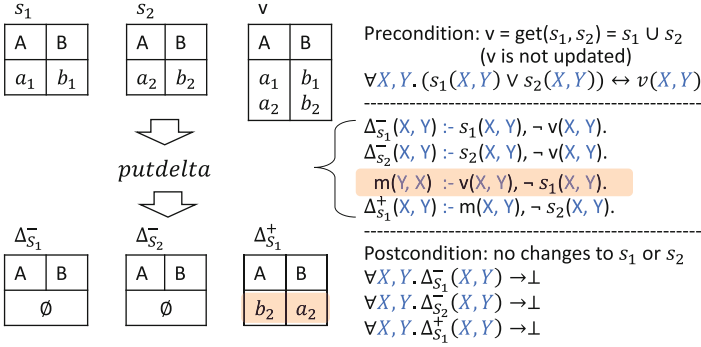 s₁ s₂ v
A B A B A B
a₁ b₁ a₂ b₂ a₁ b₁
a₂ b₂
putdelta
Δ⁻S₁ Δ⁻S₂ Δ⁺S₁
A B A B A B
∅ ∅ b₂ a₂
Precondition: v = get(s₁, s₂) = s₁ ∪ s₂
(v is not updated)
∀X, Y. (s₁(X, Y) ∨ s₂(X, Y)) ↔ v(X, Y)
Δ⁻s₁(X, Y) :- s₁(X, Y), ¬ v(X, Y).
Δ⁻s₂(X, Y) :- s₂(X, Y), ¬ v(X, Y).
m(Y, X) :- v(X, Y), ¬ s₁(X, Y).
Δ⁺s₁(X, Y) :- m(X, Y), ¬ s₂(X, Y).
Postcondition: no changes to s₁ or s₂
∀X, Y. Δ⁻s₁(X, Y) →⊥
∀X, Y. Δ⁻s₂(X, Y) →⊥
∀X, Y. Δ⁺s₁(X, Y) →⊥